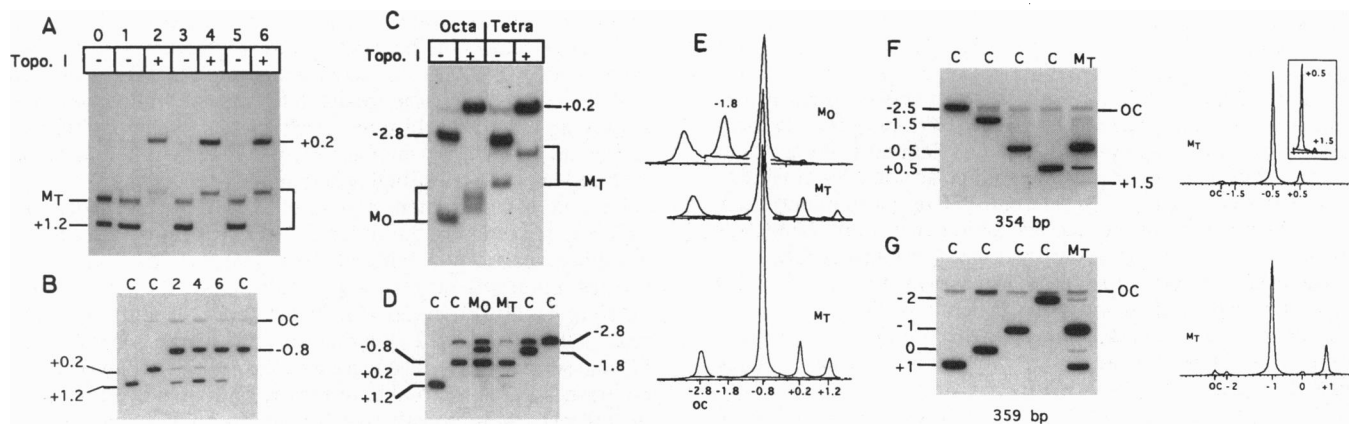 A
0 1 2 3 4 5 6
Topo. I - - + - + - +
+0.2
MT
+1.2
B
C C 2 4 6 C
OC
-0.8
+0.2
+1.2
C
Octa Tetra
Topo. I - + - +
+0.2
-2.8
MT
MO
D
C C MO MT C C
-0.8
+0.2
+1.2
-2.8
-1.8
E
-1.8
MO
MT
MT
-2.8 -0.8 +0.2 +1.2
OC
F
C C C C MT
-2.5
-1.5
-0.5
+0.5
OC
+1.5
354 bp
MT
+0.5
+1.5
OC -1.5 -0.5 +0.5
G
C C C C MT
-2
-1
0
+1
OC
359 bp
MT
OC -2 -1 0 +1